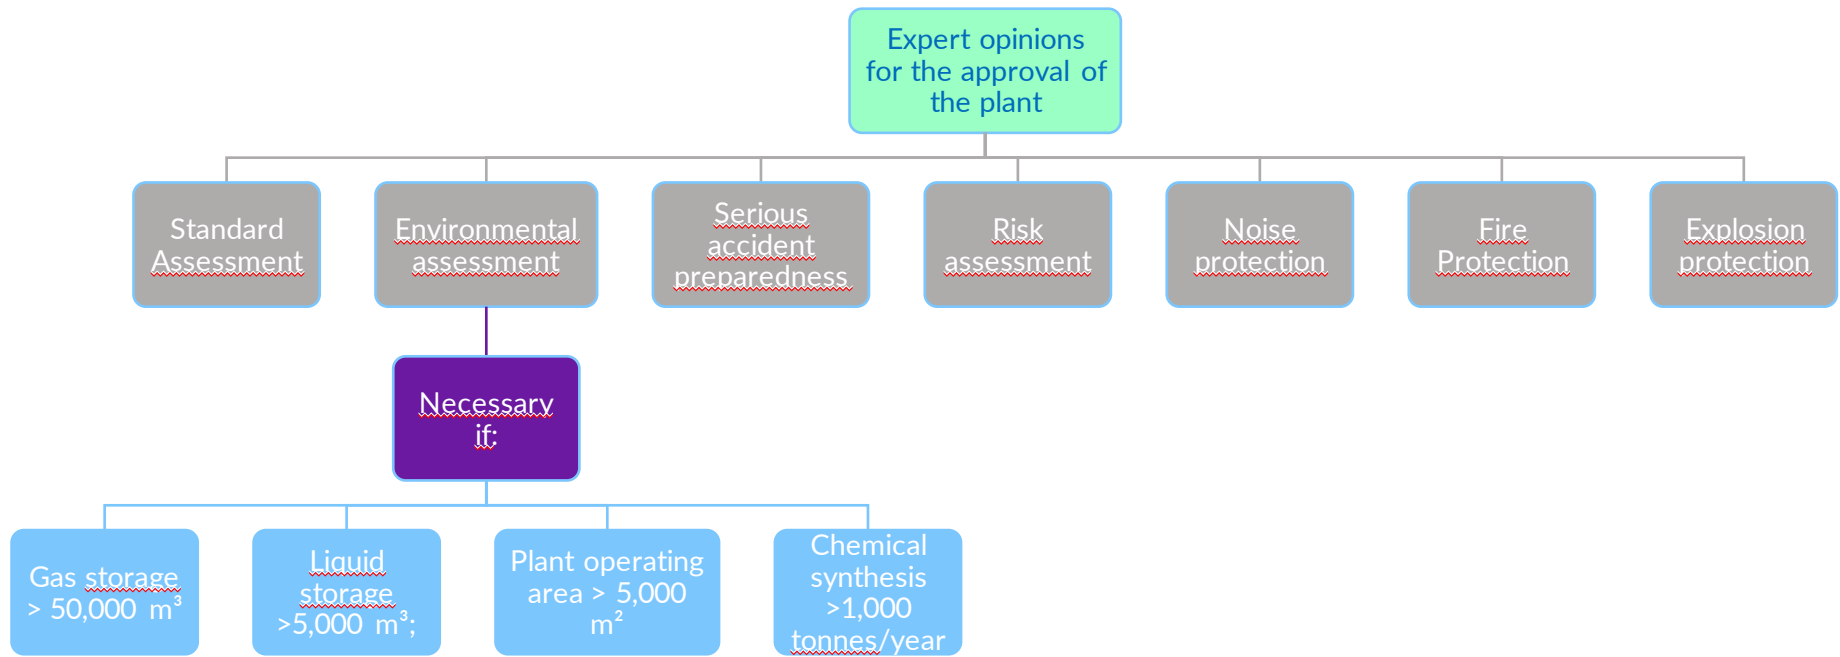 Expert opinions
for the approval of
the plant
Standard
Assessment
Environmental
assessment
Serious
accident
preparedness
Risk
assessment
Noise
protection
Fire
Protection
Explosion
protection
Necessary
if:
Gas storage
> 50,000 m³
Liquid
storage
>5,000 m³;
Plant operating
area > 5,000
m²
Chemical
synthesis
>1,000
tonnes/year